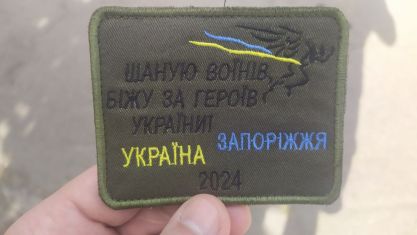 ШАНУЮ ВОЇНІВ
БІЖУ ЗА ГЕРОЇВ
УКРАЇНИ!
УКРАЇНА ЗАПОРІЖЖЯ
2024